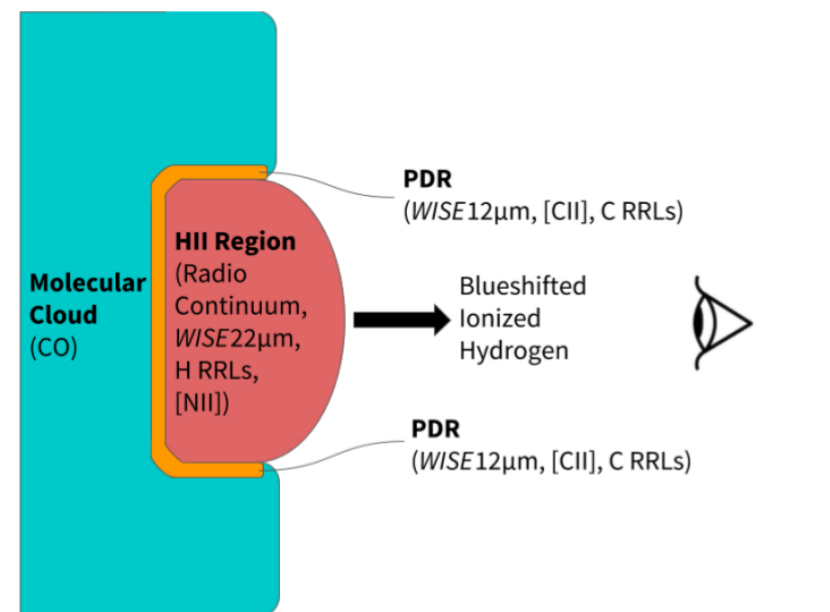 PDR
(WISE12µm, [CII], C RRLs)
HII Region
(Radio
Continuum,
WISE22µm,
H RRLs,
[NII])
Molecular
Cloud
(CO)
Blueshifted
Ionized
Hydrogen
PDR
(WISE12µm, [CII], C RRLs)